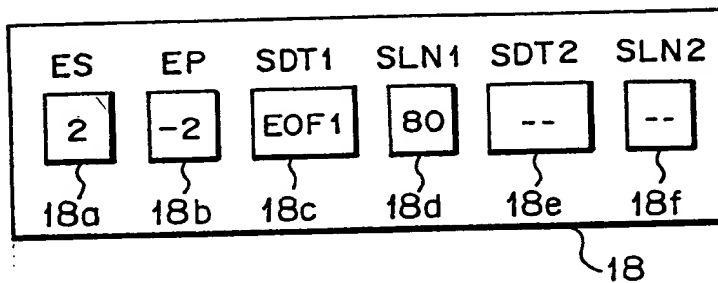 ES EP SDT1 SLN1 SDT2 SLN2
2 -2 EOF1 80 -- --
18a 18b 18c 18d 18e 18f
18